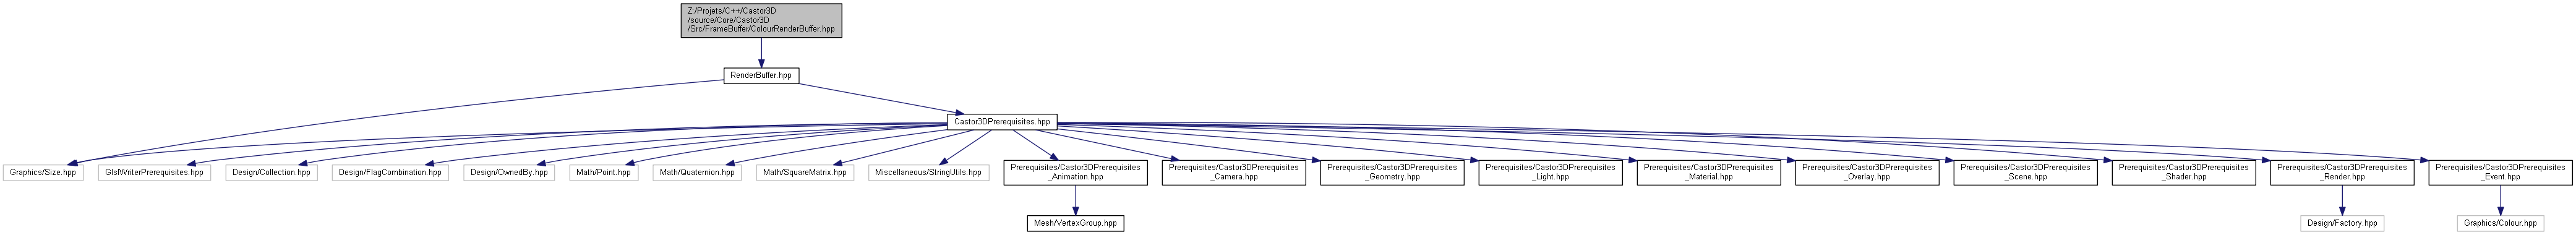 Z:/Projets/C++/Castor3D
/source/Core/Castor3D
/Src/FrameBuffer/ColourRenderBuffer.hpp
RenderBuffer.hpp
Castor3DPrerequisites.hpp
Graphics/Size.hpp
GlslWriterPrerequisites.hpp
Design/Collection.hpp
Design/FlagCombination.hpp
Design/OwnedBy.hpp
Math/Point.hpp
Math/Quaternion.hpp
Math/SquareMatrix.hpp
Miscellaneous/StringUtils.hpp
Prerequisites/Castor3DPrerequisites
_Animation.hpp
Prerequisites/Castor3DPrerequisites
_Camera.hpp
Prerequisites/Castor3DPrerequisites
_Geometry.hpp
Prerequisites/Castor3DPrerequisites
_Light.hpp
Prerequisites/Castor3DPrerequisites
_Material.hpp
Prerequisites/Castor3DPrerequisites
_Overlay.hpp
Prerequisites/Castor3DPrerequisites
_Scene.hpp
Prerequisites/Castor3DPrerequisites
_Shader.hpp
Prerequisites/Castor3DPrerequisites
_Render.hpp
Prerequisites/Castor3DPrerequisites
_Event.hpp
Mesh/VertexGroup.hpp
Design/Factory.hpp
Graphics/Colour.hpp